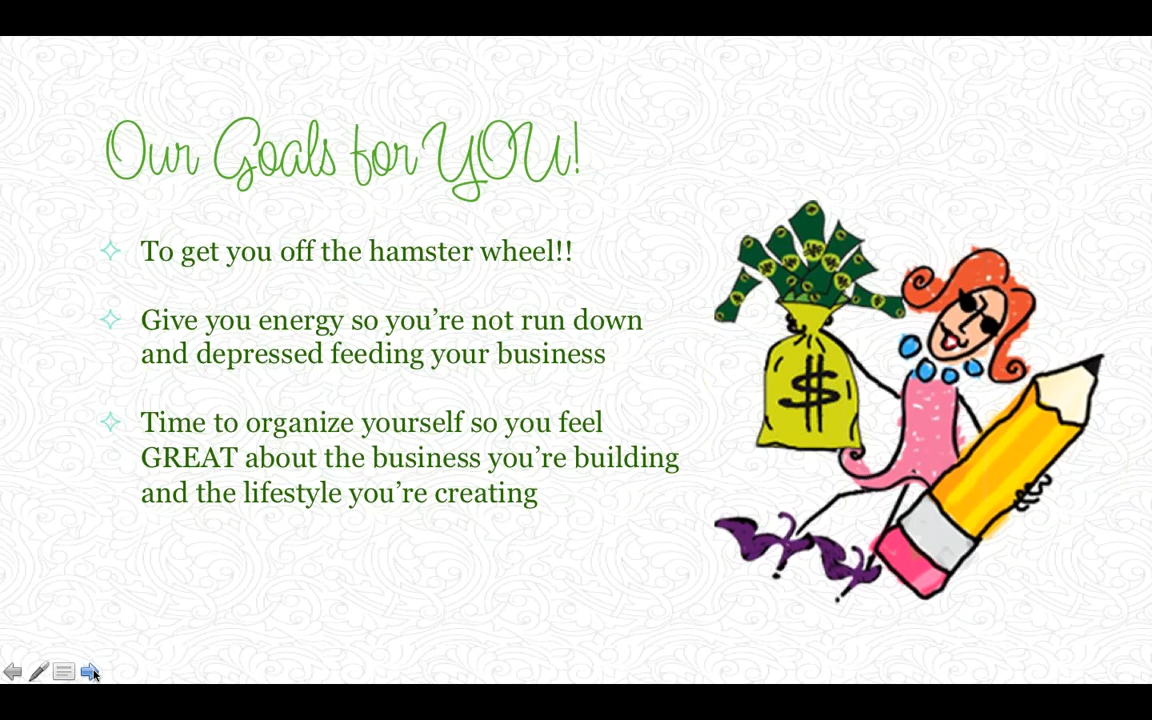 Our Goals for YOU!
To get you off the hamster wheel!!
Give you energy so you’re not run down
and depressed feeding your business
Time to organize yourself so you feel
GREAT about the business you’re building
and the lifestyle you’re creating
$